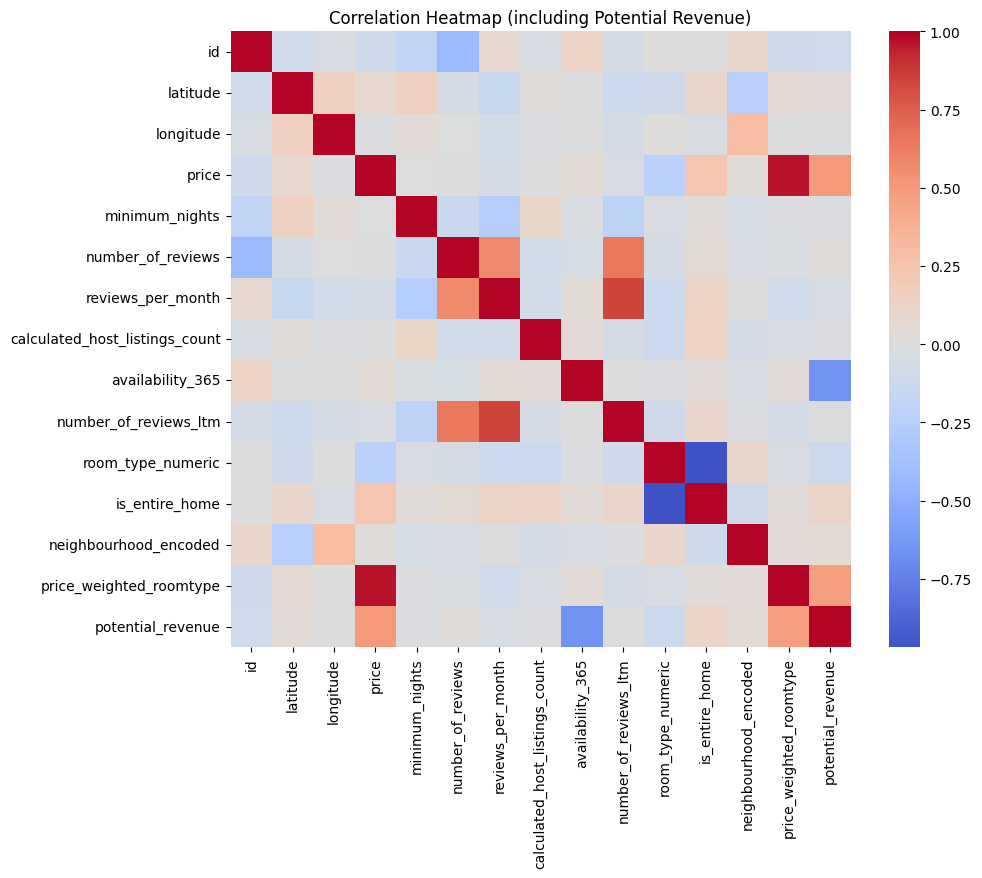 Correlation Heatmap (including Potential Revenue)
id
latitude
longitude
price
minimum_nights
number_of_reviews
reviews_per_month
calculated_host_listings_count
availability_365
number_of_reviews_ltm
room_type_numeric
is_entire_home
neighbourhood_encoded
price_weighted_roomtype
potential_revenue
id
latitude
longitude
price
minimum_nights
number_of_reviews
reviews_per_month
calculated_host_listings_count
availability_365
number_of_reviews_ltm
room_type_numeric
is_entire_home
neighbourhood_encoded
price_weighted_roomtype
potential_revenue
1.00
0.75
0.50
0.25
0.00
−0.25
−0.50
−0.75